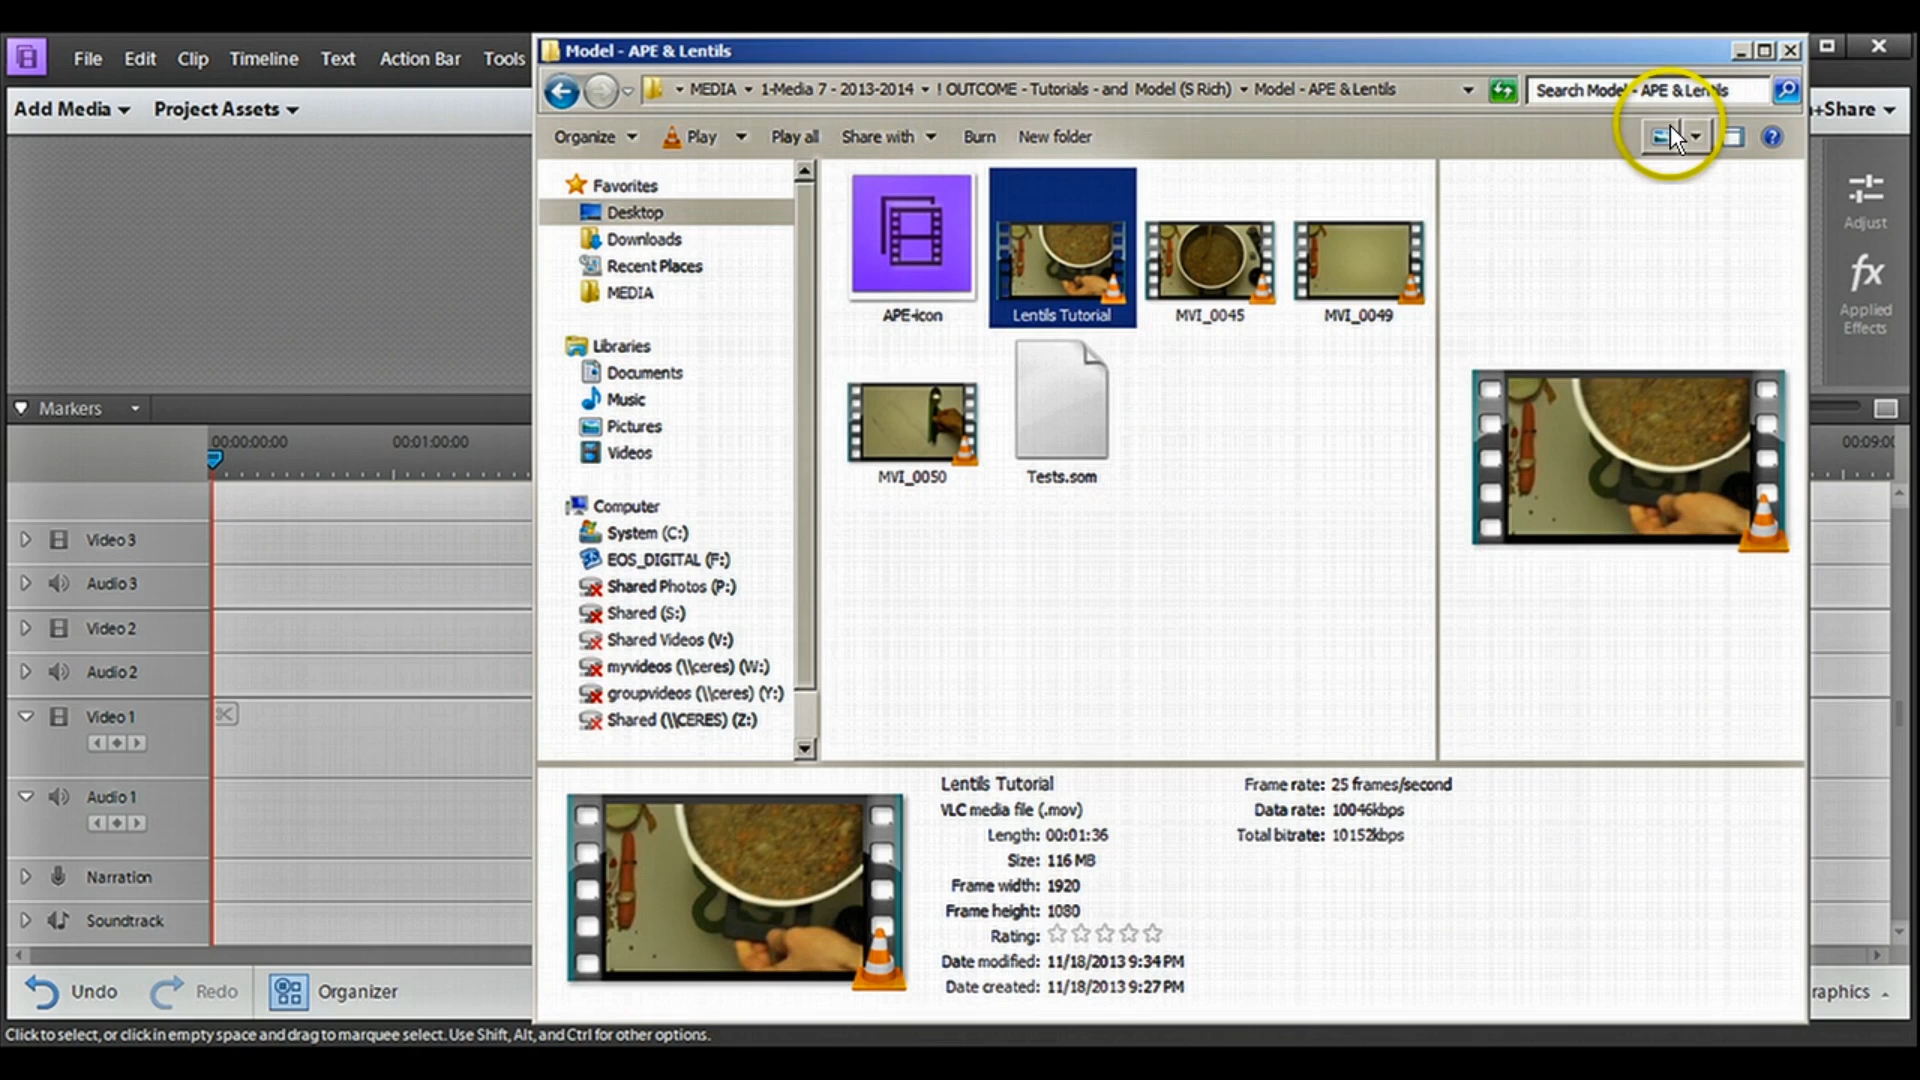 File Edit Clip Timeline Text Action Bar Tools
Add Media Project Assets
Model - APE & Lentils
MEDIA 1-Media 7 - 2013-2014 ! OUTCOME - Tutorials - and Model (S Rich) Model - APE & Lentils
Search Model - APE & Lentils
+Share
Organize Play Play all Share with Burn New folder
Favorites
Desktop
Downloads
Recent Places
MEDIA
Libraries
Documents
Music
Pictures
Videos
Computer
System (C:)
EOS_DIGITAL (F:)
Shared Photos (P:)
Shared (S:)
Shared Videos (V:)
myvideos (\\ceres) (W:)
groupvideos (\\ceres) (Y:)
Shared (\\CERES) (Z:)
APE-icon
Lentils Tutorial
MVI_0045
MVI_0049
MVI_0050
Tests.som
Adjust
fx
Applied
Effects
Markers
00:00:00:00 00:01:00:00
00:09:00
Video 3
Audio 3
Video 2
Audio 2
Video 1
Audio 1
Narration
Soundtrack
Lentils Tutorial
VLC media file (.mov)
Length: 00:01:36
Size: 116 MB
Frame width: 1920
Frame height: 1080
Rating:
Date modified: 11/18/2013 9:34 PM
Date created: 11/18/2013 9:27 PM
Frame rate: 25 frames/second
Data rate: 10046kbps
Total bitrate: 10152kbps
Undo Redo Organizer
raphics
Click to select, or click in empty space and drag to marquee select. Use Shift, Alt, and Ctrl for other options.